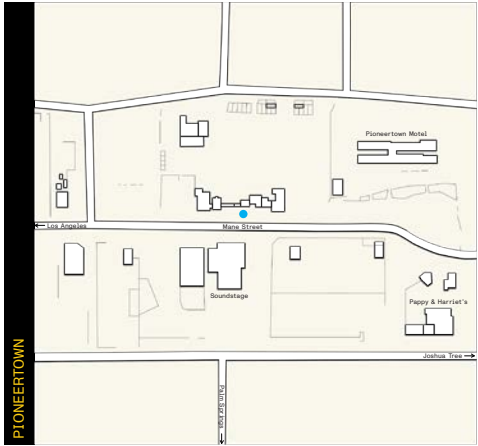 PIONEERTOWN
Pioneertown Motel
Los Angeles
Mane Street
Soundstage
Pappy & Harriet's
Joshua Tree
Palm Springs